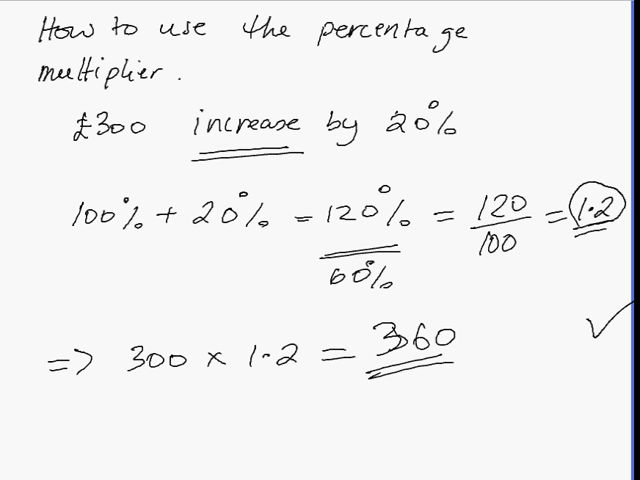 How to use the percentage
multiplier.
£300 increase by 20%
100% + 20% = 120% = 120/100 = 1.2
60%
=> 300 x 1.2 = 360